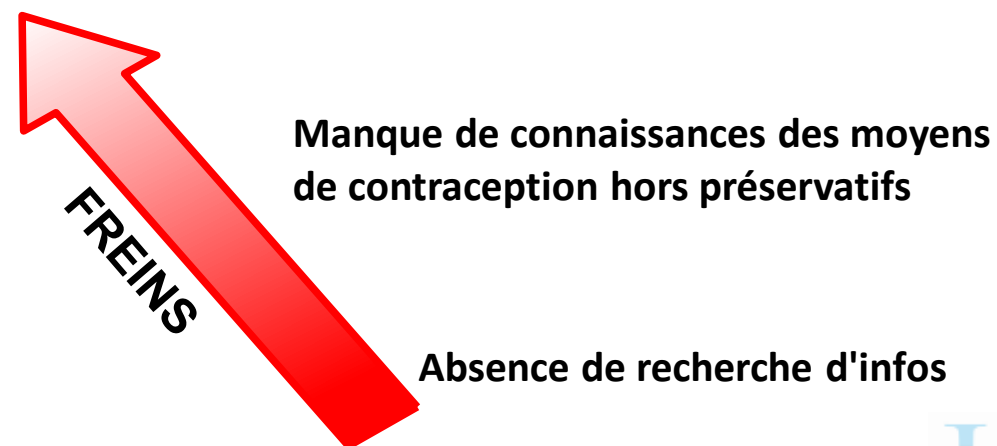 Manque de connaissances des moyens
de contraception hors préservatifs
FREINS
Absence de recherche d'infos